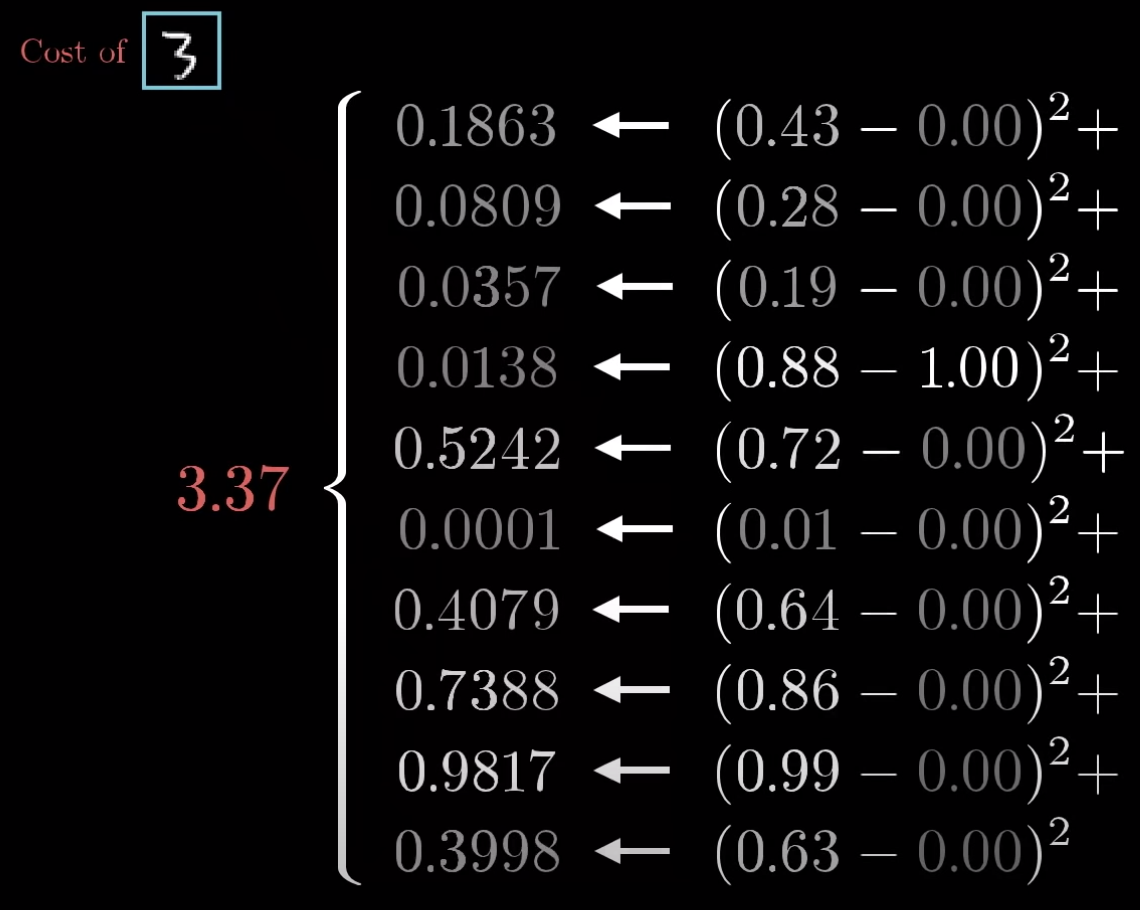 Cost of 3
0.1863 ← (0.43 − 0.00)² +
0.0809 ← (0.28 − 0.00)² +
0.0357 ← (0.19 − 0.00)² +
0.0138 ← (0.88 − 1.00)² +
0.5242 ← (0.72 − 0.00)² +
3.37
0.0001 ← (0.01 − 0.00)² +
0.4079 ← (0.64 − 0.00)² +
0.7388 ← (0.86 − 0.00)² +
0.9817 ← (0.99 − 0.00)² +
0.3998 ← (0.63 − 0.00)²